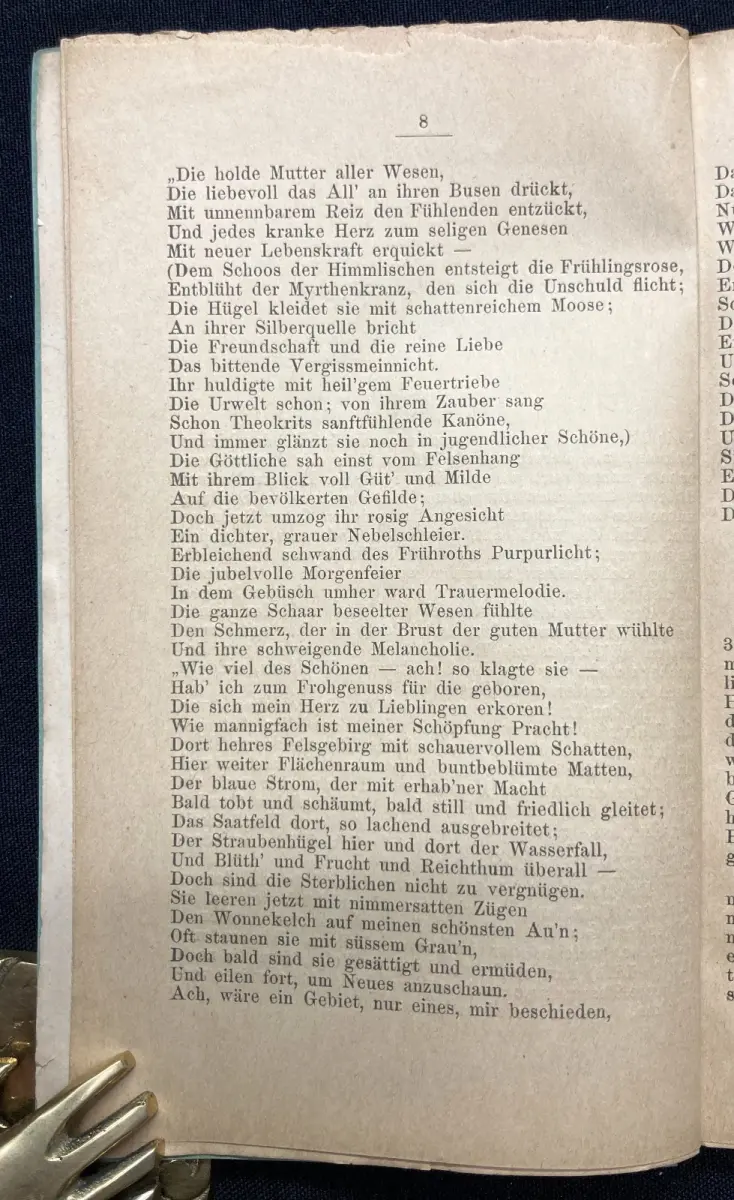 8
„Die holde Mutter aller Wesen,
Die liebevoll das All' an ihren Busen drückt,
Mit unnennbarem Reiz den Fühlenden entzückt,
Und jedes kranke Herz zum seligen Genesen
Mit neuer Lebenskraft erquickt —
(Dem Schoos der Himmlischen entsteigt die Frühlingsrose,
Entblüht der Myrthenkranz, den sich die Unschuld flicht;
Die Hügel kleidet sie mit schattenreichem Moose;
An ihrer Silberquelle bricht
Die Freundschaft und die reine Liebe
Das bittende Vergissmeinnicht.
Ihr huldigte mit heil'gem Feuertriebe
Die Urwelt schon; von ihrem Zauber sang
Schon Theokrits sanftfühlende Kanöne,
Und immer glänzt sie noch in jugendlicher Schöne,)
Die Göttliche sah einst vom Felsenhang
Mit ihrem Blick voll Güt' und Milde
Auf die bevölkerten Gefilde;
Doch jetzt umzog ihr rosig Angesicht
Ein dichter, grauer Nebelschleier.
Erbleichend schwand des Frühroths Purpurlicht;
Die jubelvolle Morgenfeier
In dem Gebüsch umher ward Trauermelodie.
Die ganze Schaar beseelter Wesen fühlte
Den Schmerz, der in der Brust der guten Mutter wühlte
Und ihre schweigende Melancholie.
„Wie viel des Schönen — ach! so klagte sie —
Hab' ich zum Frohgenuss für die geboren,
Die sich mein Herz zu Lieblingen erkoren!
Wie mannigfach ist meiner Schöpfung Pracht!
Dort hehres Felsgebirg mit schauervollem Schatten,
Hier weiter Flächenraum und buntbeblümte Matten,
Der blaue Strom, der mit erhab'ner Macht
Bald tobt und schäumt, bald still und friedlich gleitet;
Das Saatfeld dort, so lachend ausgebreitet;
Der Straubenhügel hier und dort der Wasserfall,
Und Blüth' und Frucht und Reichthum überall —
Doch sind die Sterblichen nicht zu vergnügen.
Sie leeren jetzt mit nimmersatten Zügen
Den Wonnekelch auf meinen schönsten Au'n;
Oft staunen sie mit süssem Grau'n,
Doch bald sind sie gesättigt und ermüden,
Und eilen fort, um Neues anzuschaun.
Ach, wäre ein Gebiet, nur eines, mir beschieden,